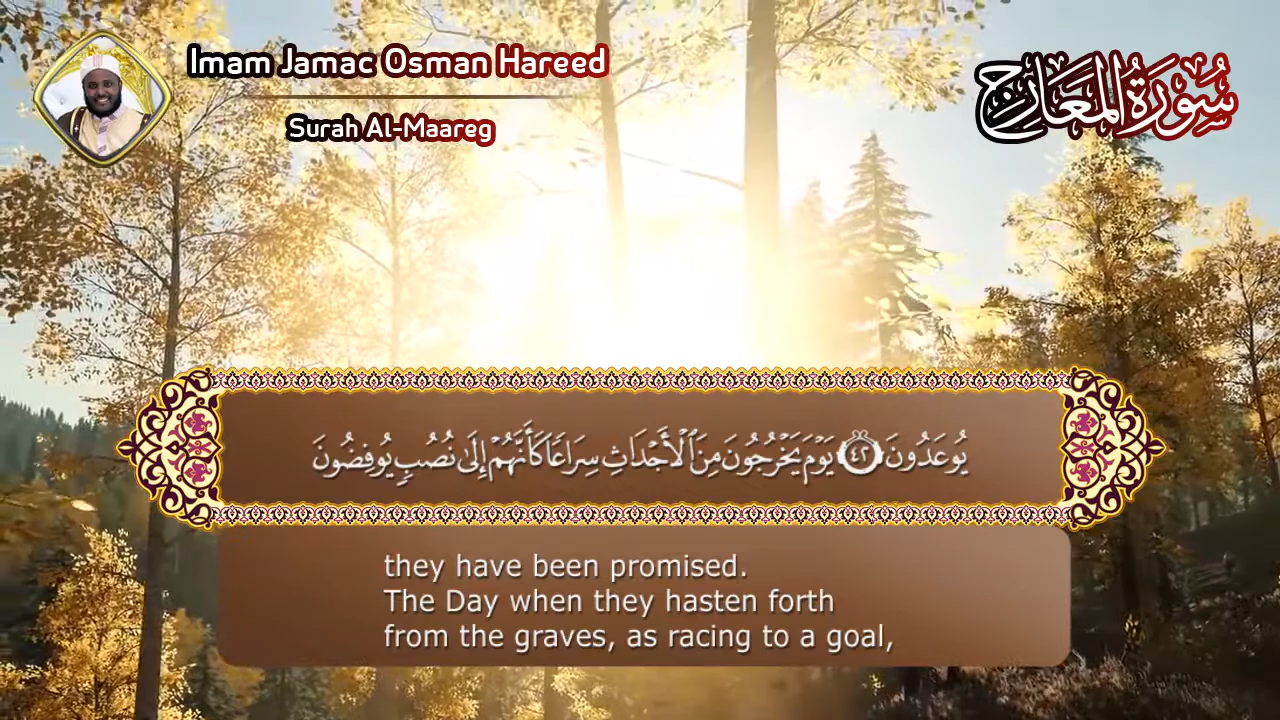 Imam Jamac Osman Hareed
Surah Al-Maareg
سُورَةُ المَعَارِجِ
يُوعَدُونَ ٤٢ يَوْمَ يَخْرُجُونَ مِنَ ٱلْأَجْدَاثِ سِرَاعًا كَأَنَّهُمْ إِلَىٰ نُصُبٍ يُوفِضُونَ
they have been promised.
The Day when they hasten forth
from the graves, as racing to a goal,